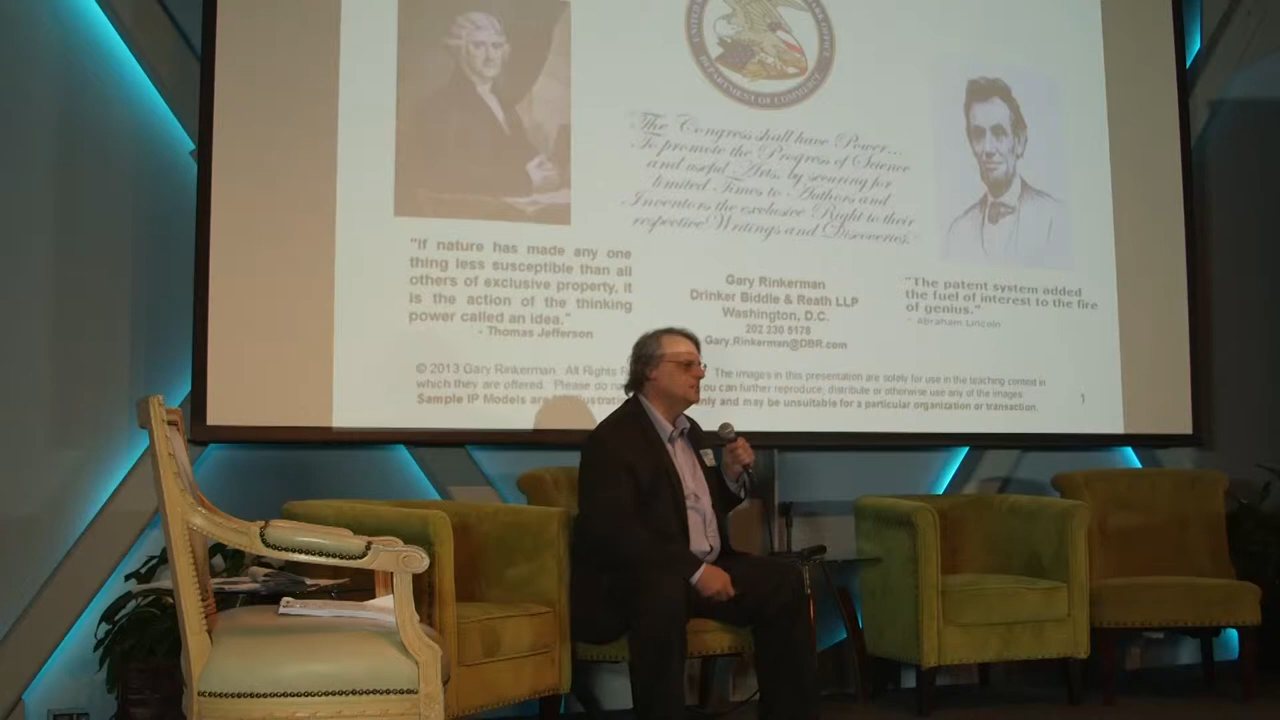 DEPARTMENT OF COMMERCE
The Congress shall have Power...
To promote the Progress of Science
and useful Arts, by securing for
limited Times to Authors and
Inventors the exclusive Right to their
respective Writings and Discoveries.
"If nature has made any one
thing less susceptible than all
others of exclusive property, it
is the action of the thinking
power called an idea."
- Thomas Jefferson
Gary Rinkerman
Drinker Biddle & Reath LLP
Washington, D.C.
202 230 5178
Gary.Rinkerman@DBR.com
"The patent system added
the fuel of interest to the fire
of genius."
- Abraham Lincoln
© 2013 Gary Rinkerman. All Rights The images in this presentation are solely for use in the teaching context in
which they are offered. Please do you can further reproduce, distribute or otherwise use any of the images.
Sample IP Models are only and may be unsuitable for a particular organization or transaction.
1